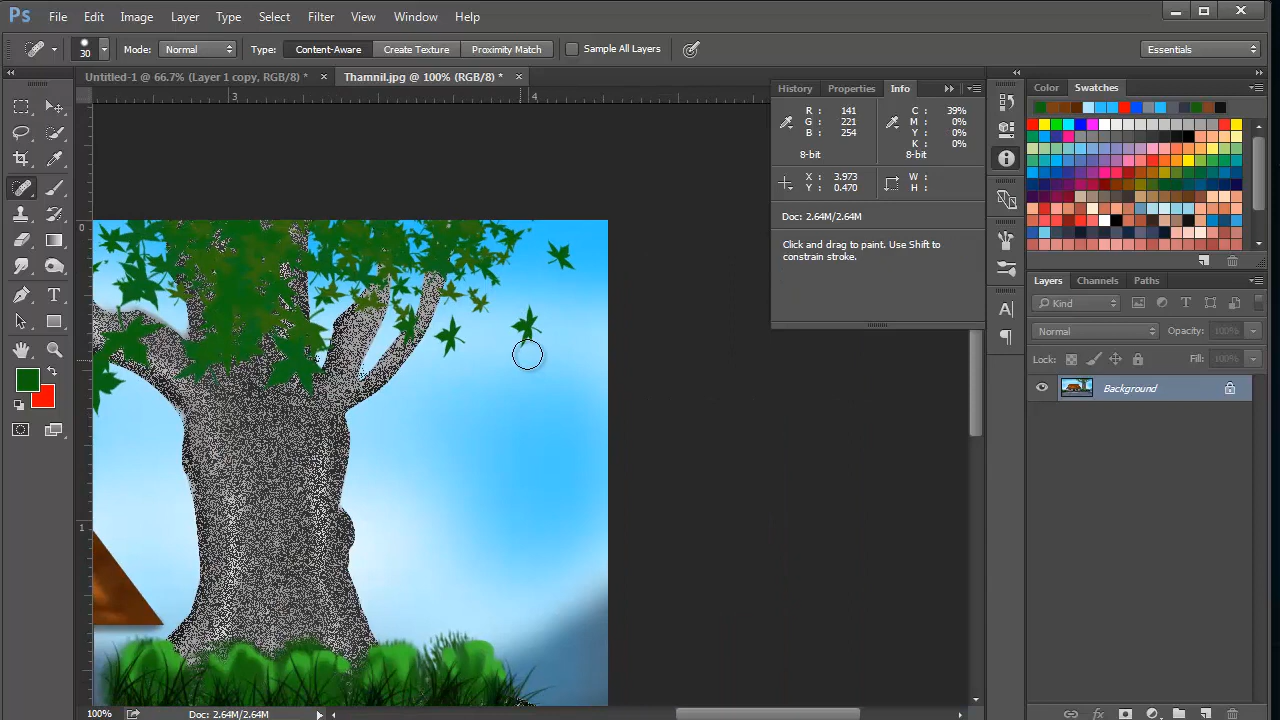 Ps File Edit Image Layer Type Select Filter View Window Help
30 Mode: Normal Type: Content-Aware Create Texture Proximity Match Sample All Layers Essentials
Untitled-1 @ 66.7% (Layer 1 copy, RGB/8) * × Thamnil.jpg @ 100% (RGB/8) * ×
3 4
History Properties Info
Color Swatches
R : 141 C : 39%
G : 221 M : 0%
B : 254 Y : 0%
K : 0%
8-bit 8-bit
X : 3.973 W :
Y : 0.470 H :
Doc: 2.64M/2.64M
Click and drag to paint. Use Shift to
constrain stroke.
0
1
Layers Channels Paths
Kind
Normal Opacity: 100%
Lock: Fill: 100%
Background
100% Doc: 2.64M/2.64M